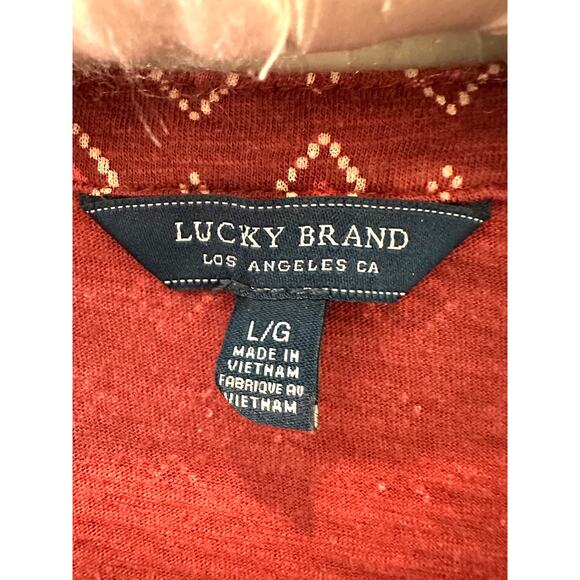 LUCKY BRAND
LOS ANGELES CA
L/G
MADE IN
VIETNAM
FABRIQUE AU
VIETNAM